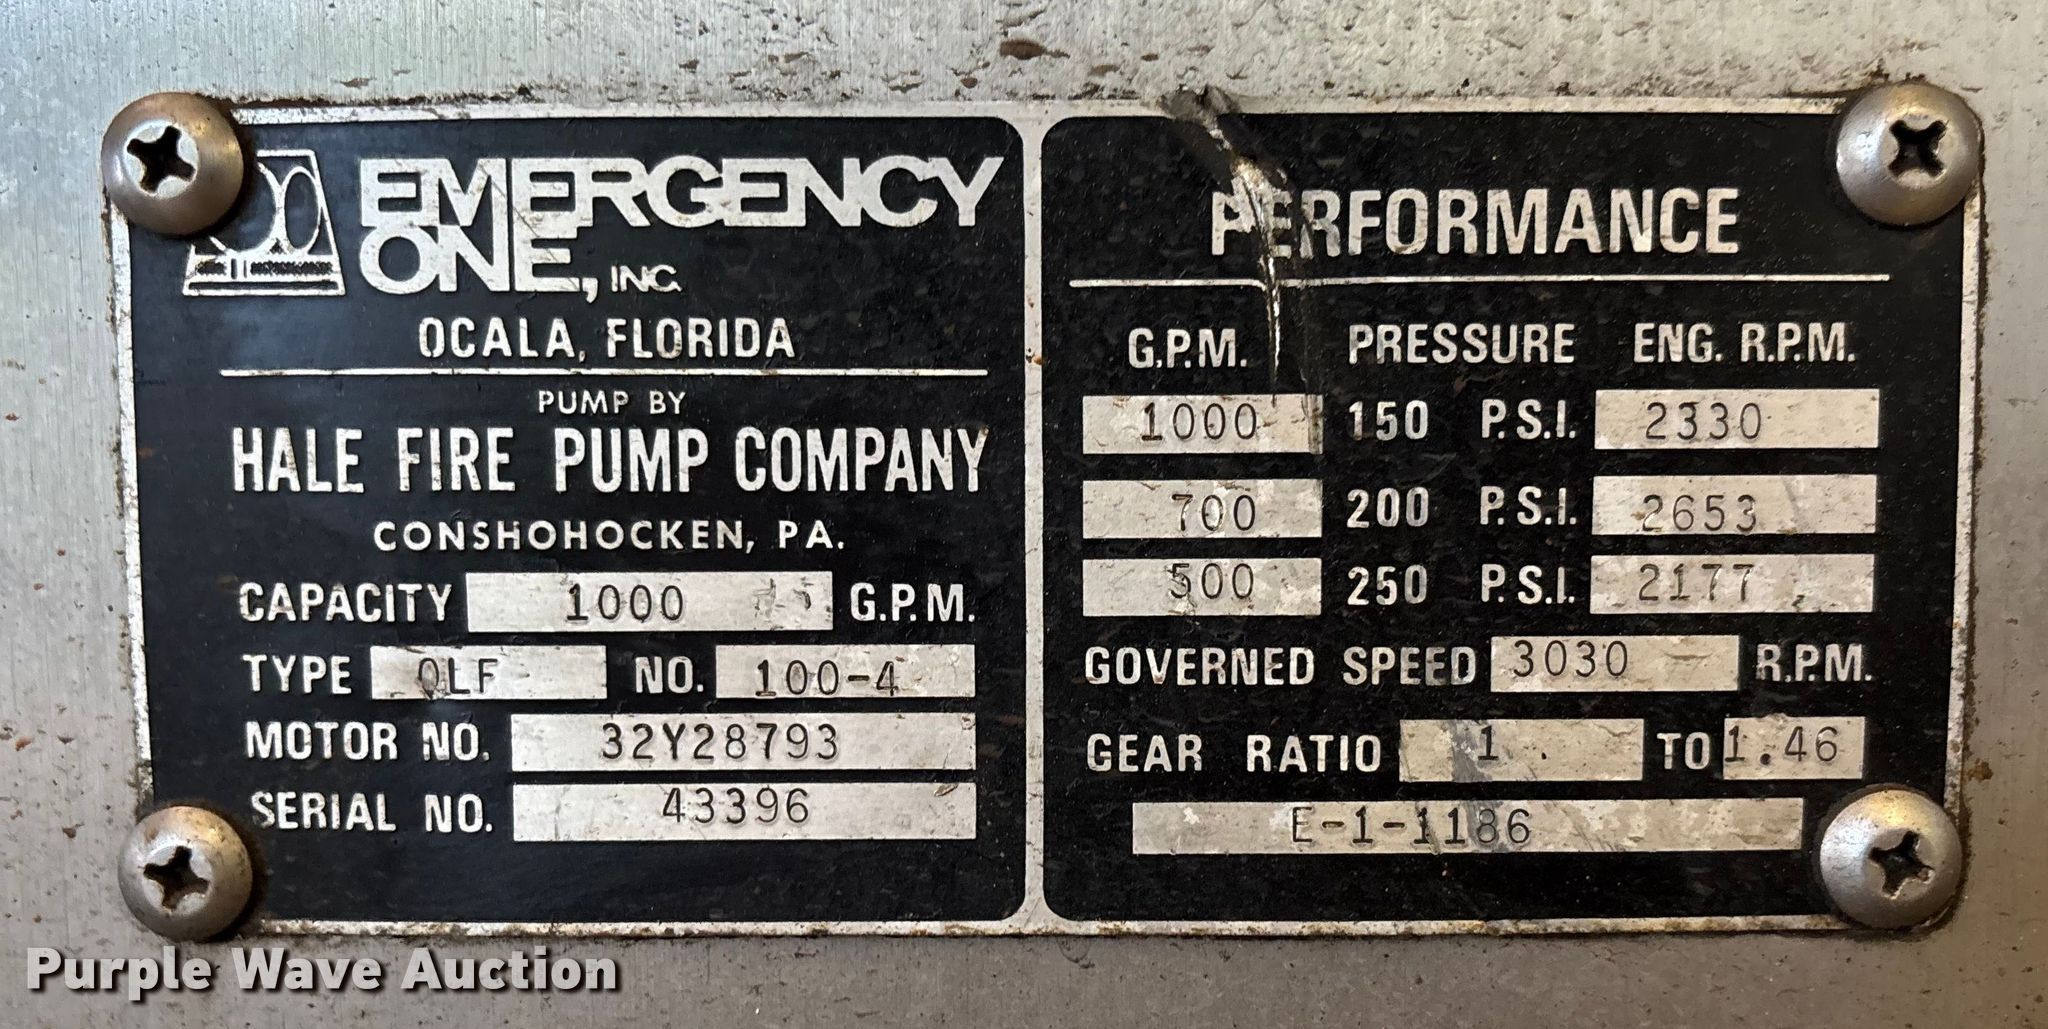 EMERGENCY
ONE, INC.
OCALA, FLORIDA
PUMP BY
HALE FIRE PUMP COMPANY
CONSHOHOCKEN, PA.
CAPACITY 1000 G.P.M.
TYPE QLF NO. 100-4
MOTOR NO. 32Y28793
SERIAL NO. 43396
PERFORMANCE
G.P.M. PRESSURE ENG. R.P.M.
1000 150 P.S.I. 2330
700 200 P.S.I. 2653
500 250 P.S.I. 2177
GOVERNED SPEED 3030 R.P.M.
GEAR RATIO 1 . TO 1.46
E-1-1186
Purple Wave Auction